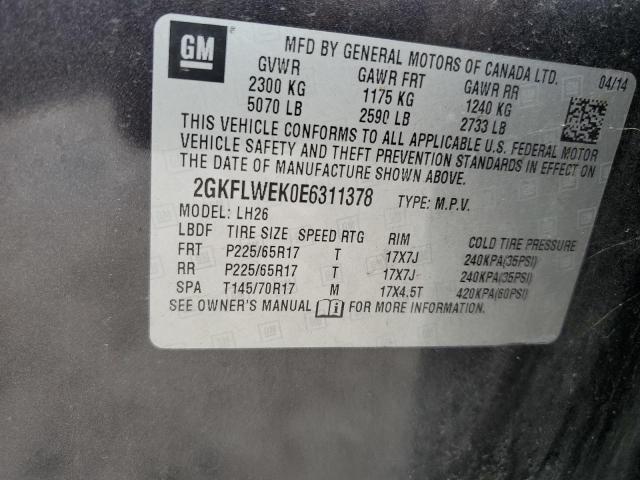 GM
MFD BY GENERAL MOTORS OF CANADA LTD.
04/14
GVWR GAWR FRT GAWR RR
2300 KG 1175 KG 1240 KG
5070 LB 2590 LB 2733 LB
THIS VEHICLE CONFORMS TO ALL APPLICABLE U.S. FEDERAL MOTOR
VEHICLE SAFETY AND THEFT PREVENTION STANDARDS IN EFFECT ON
THE DATE OF MANUFACTURE SHOWN ABOVE.
2GKFLWEK0E6311378 TYPE: M.P.V.
MODEL: LH26
LBDF TIRE SIZE SPEED RTG RIM COLD TIRE PRESSURE
FRT P225/65R17 T 17X7J 240KPA(35PSI)
RR P225/65R17 T 17X7J 240KPA(35PSI)
SPA T145/70R17 M 17X4.5T 420KPA(60PSI)
SEE OWNER'S MANUAL FOR MORE INFORMATION.